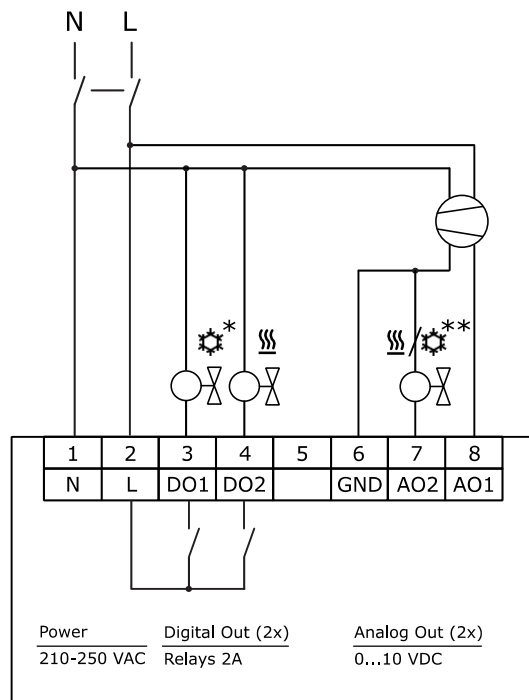 N L
* **
1 2 3 4 5 6 7 8
N L DO1 DO2 GND AO2 AO1
Power Digital Out (2x) Analog Out (2x)
210-250 VAC Relays 2A 0...10 VDC